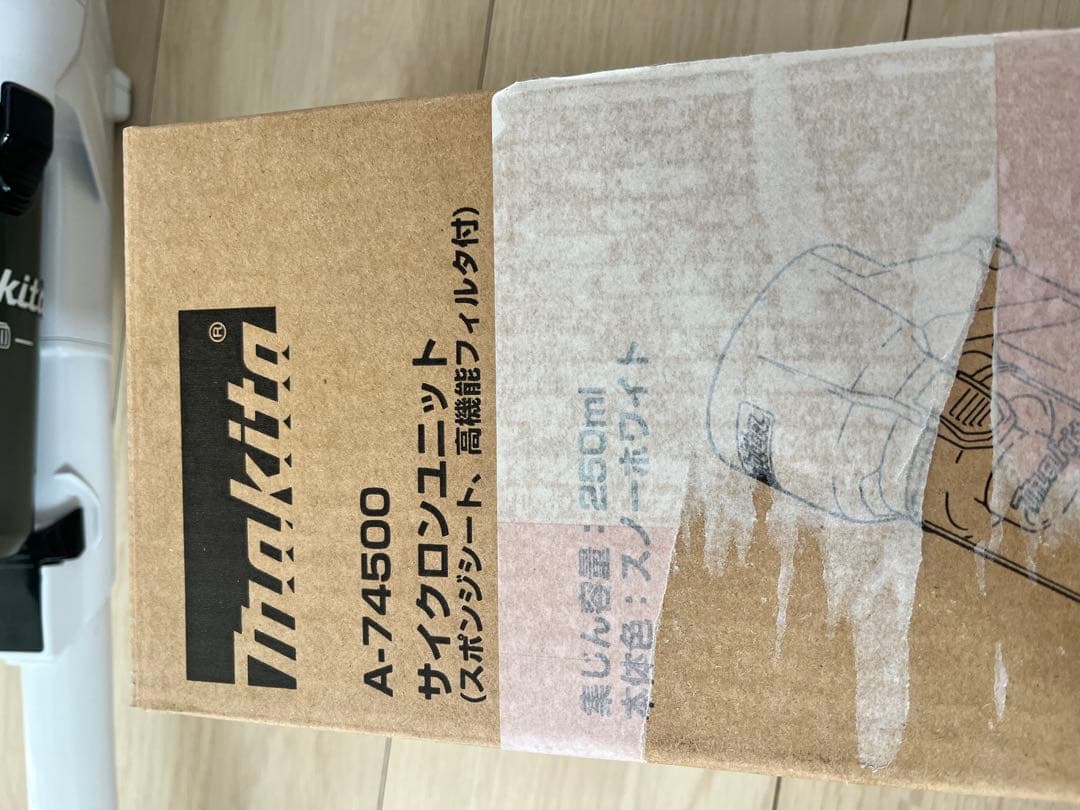 makita®
A-74500
サイクロンユニット
(スポンジシート、高機能フィルタ付)
集じん容量：250ml
本体色：スノーホワイト